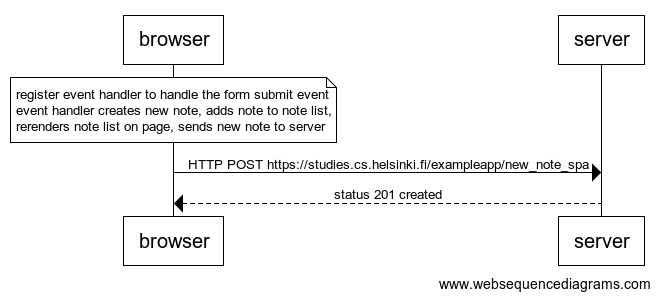 browser
server
register event handler to handle the form submit event
event handler creates new note, adds note to note list,
rerenders note list on page, sends new note to server
HTTP POST https://studies.cs.helsinki.fi/exampleapp/new_note_spa
status 201 created
browser
server
www.websequencediagrams.com